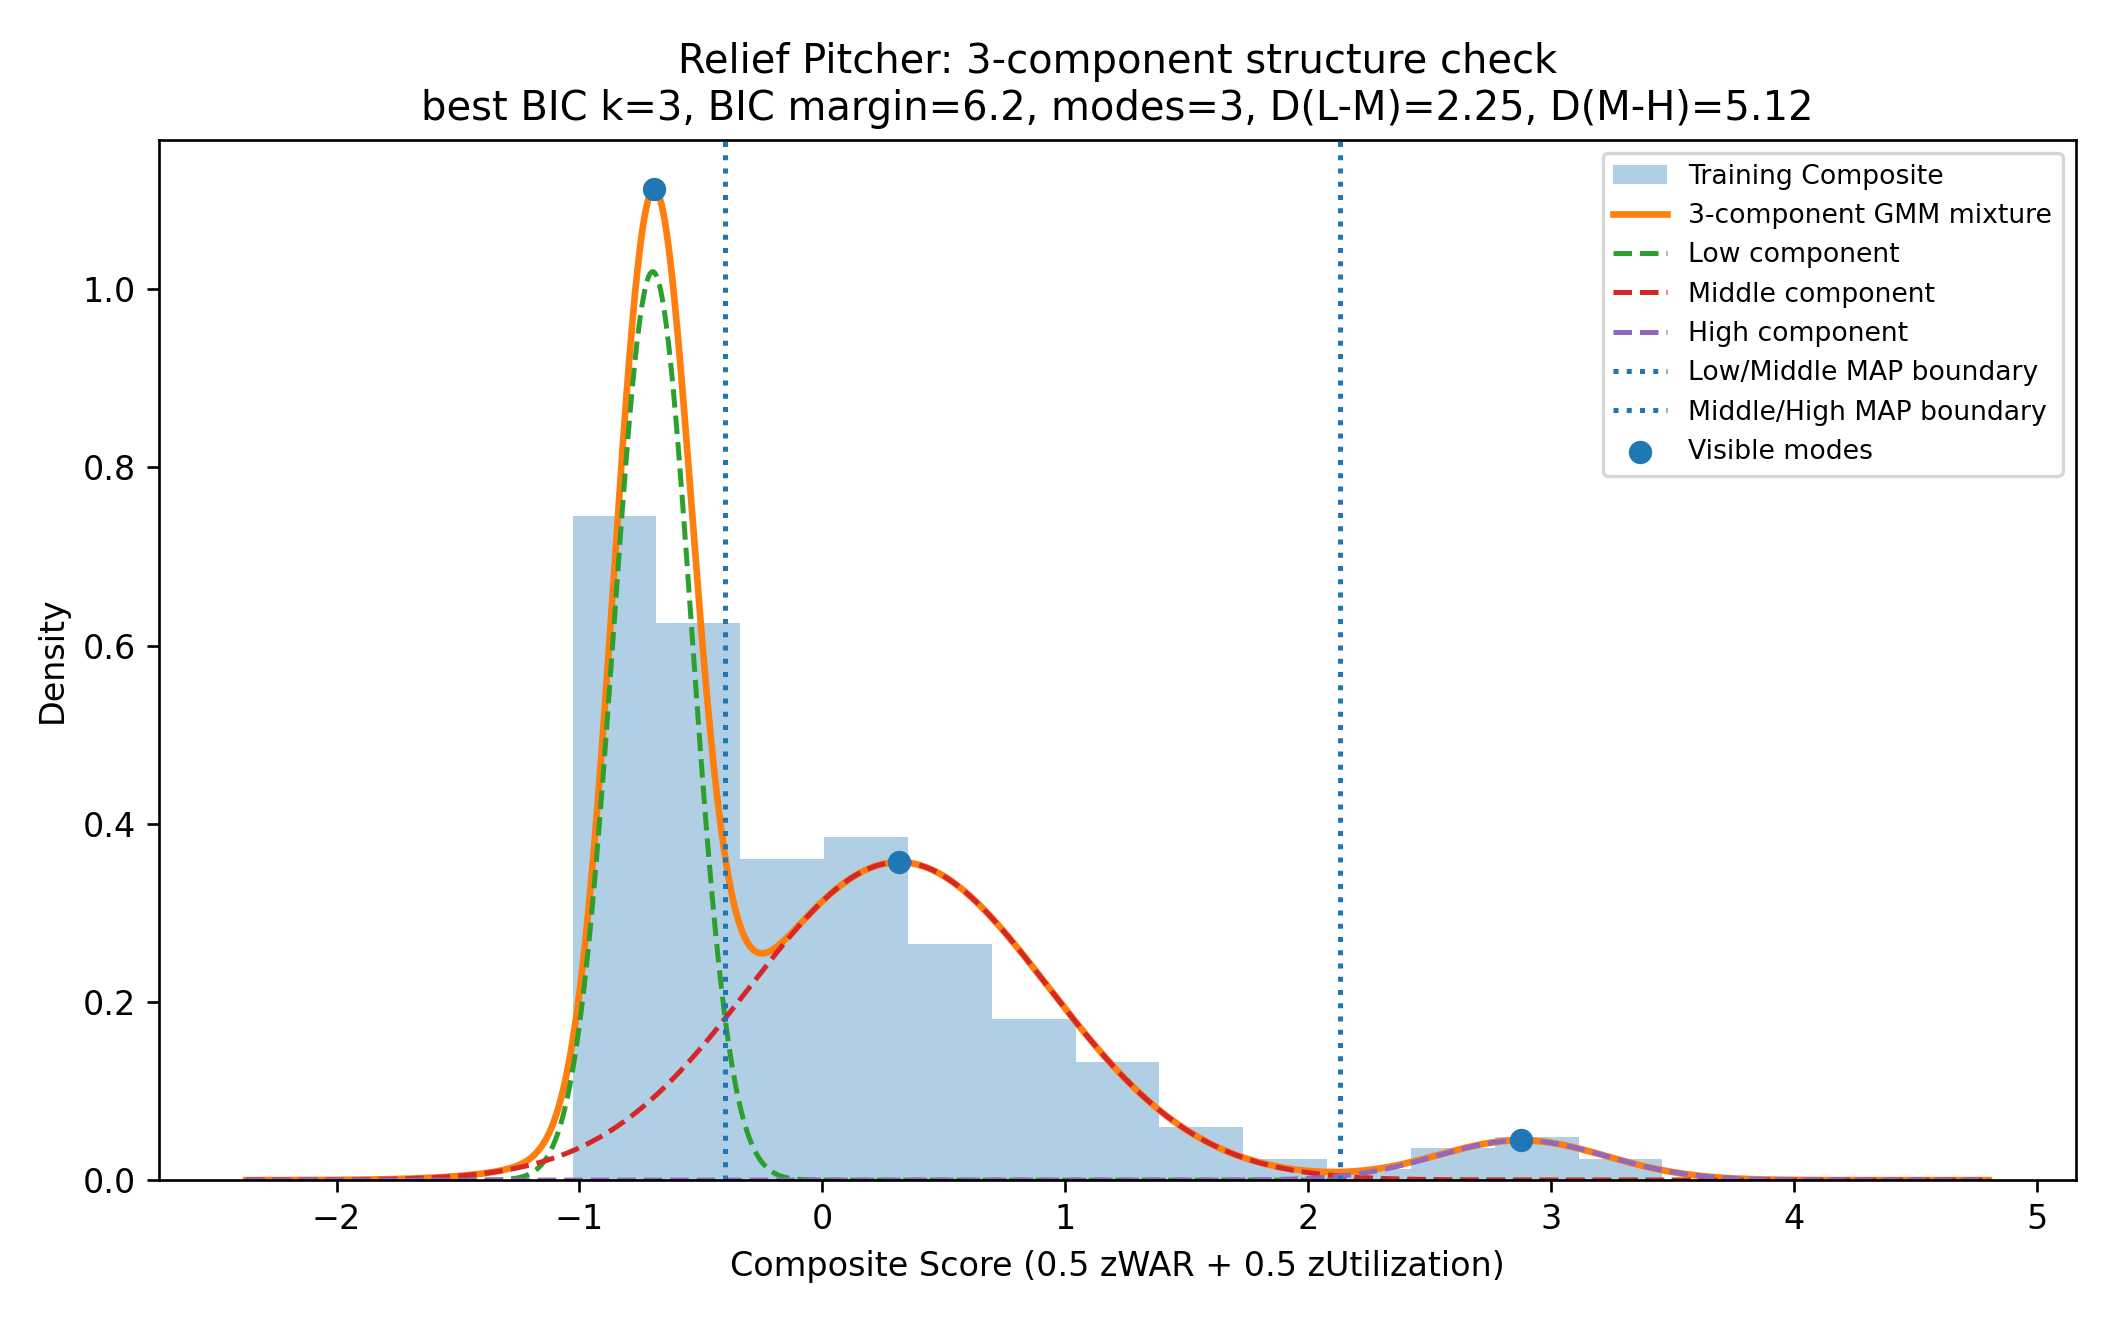 Relief Pitcher: 3-component structure check
best BIC k=3, BIC margin=6.2, modes=3, D(L-M)=2.25, D(M-H)=5.12
Training Composite
3-component GMM mixture
Low component
Middle component
High component
Low/Middle MAP boundary
Middle/High MAP boundary
Visible modes
Density
1.0
0.8
0.6
0.4
0.2
0.0
−2
−1
0
1
2
3
4
5
Composite Score (0.5 zWAR + 0.5 zUtilization)